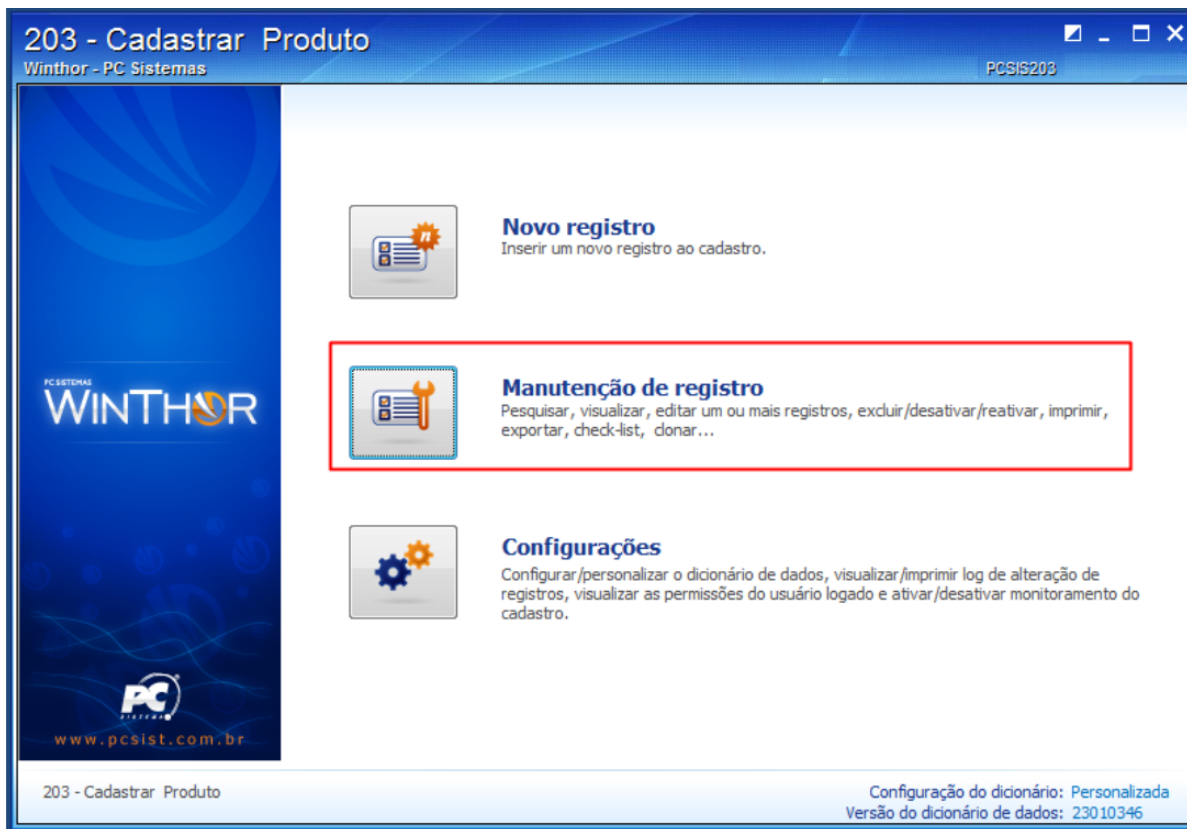 203 - Cadastrar Produto
Winthor - PC Sistemas
PCSIS203
Novo registro
Inserir um novo registro ao cadastro.
Manutenção de registro
Pesquisar, visualizar, editar um ou mais registros, excluir/desativar/reativar, imprimir,
exportar, check-list, clonar...
PC SISTEMAS
WINTHOR
Configurações
Configurar/personalizar o dicionário de dados, visualizar/imprimir log de alteração de
registros, visualizar as permissões do usuário logado e ativar/desativar monitoramento do
cadastro.
PC
SISTEMAS
www.pcsist.com.br
203 - Cadastrar Produto
Configuração do dicionário: Personalizada
Versão do dicionário de dados: 23010346